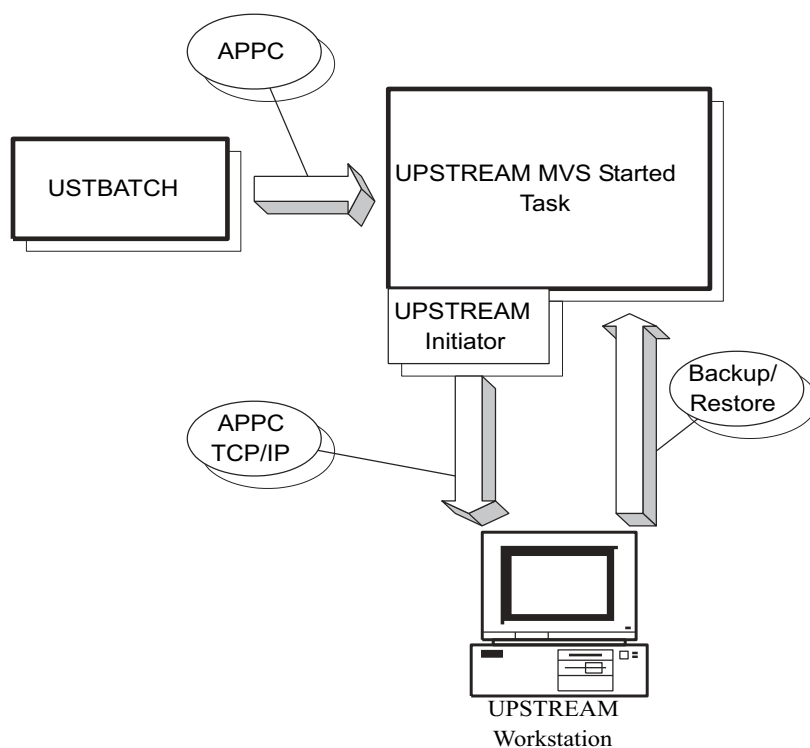 APPC
USTBATCH
UPSTREAM MVS Started
Task
UPSTREAM
Initiator
APPC
TCP/IP
Backup/
Restore
UPSTREAM
Workstation